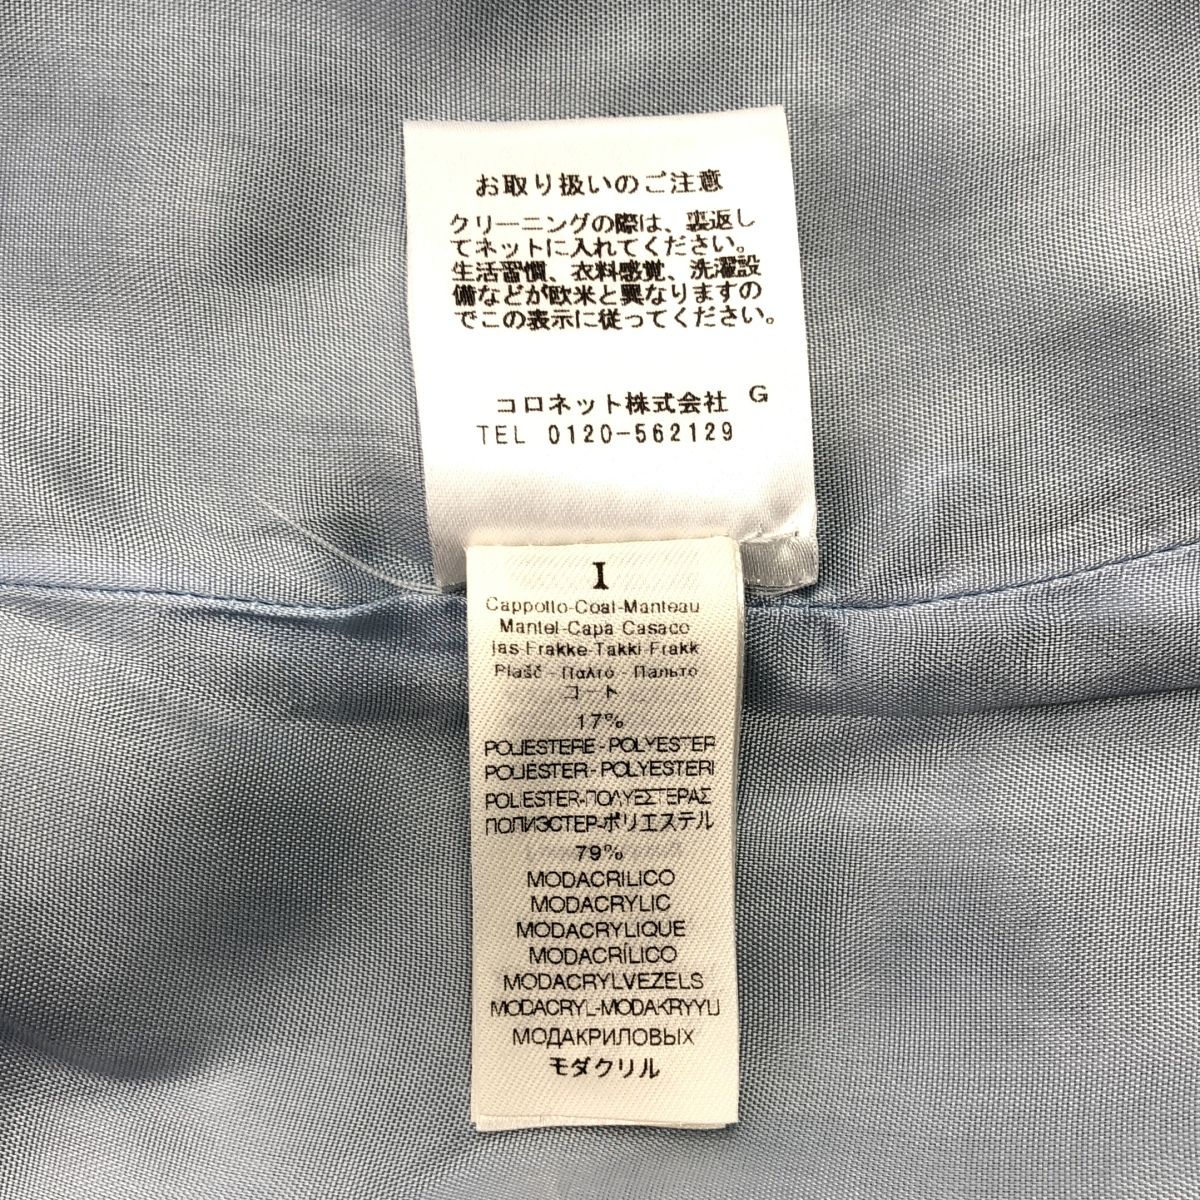 お取り扱いのご注意
クリーニングの際は、裏返し
てネットに入れてください。
生活習慣、衣料感覚、洗濯設
備などが欧米と異なりますの
でこの表示に従ってください。
コロネット株式会社 G
TEL 0120-562129
I
Cappotto-Coat-Manteau
Mantel-Capa Casaco
Jas-Frakke-Takki-Frakk
Plašč - Παλτό - Пальто
コート
17%
POLIESTERE - POLYESTER
POLIESTER - POLYESTERI
POLIESTER-ΠΟΛΥΕΣΤΕΡΑΣ
ПОЛИЭСТЕР-ポリエステル
79%
MODACRILICO
MODACRYLIC
MODACRYLIQUE
MODACRÍLICO
MODACRYLVEZELS
MODACRYL-MODAKRYYLI
МОДАКРИЛОВЫХ
モダクリル